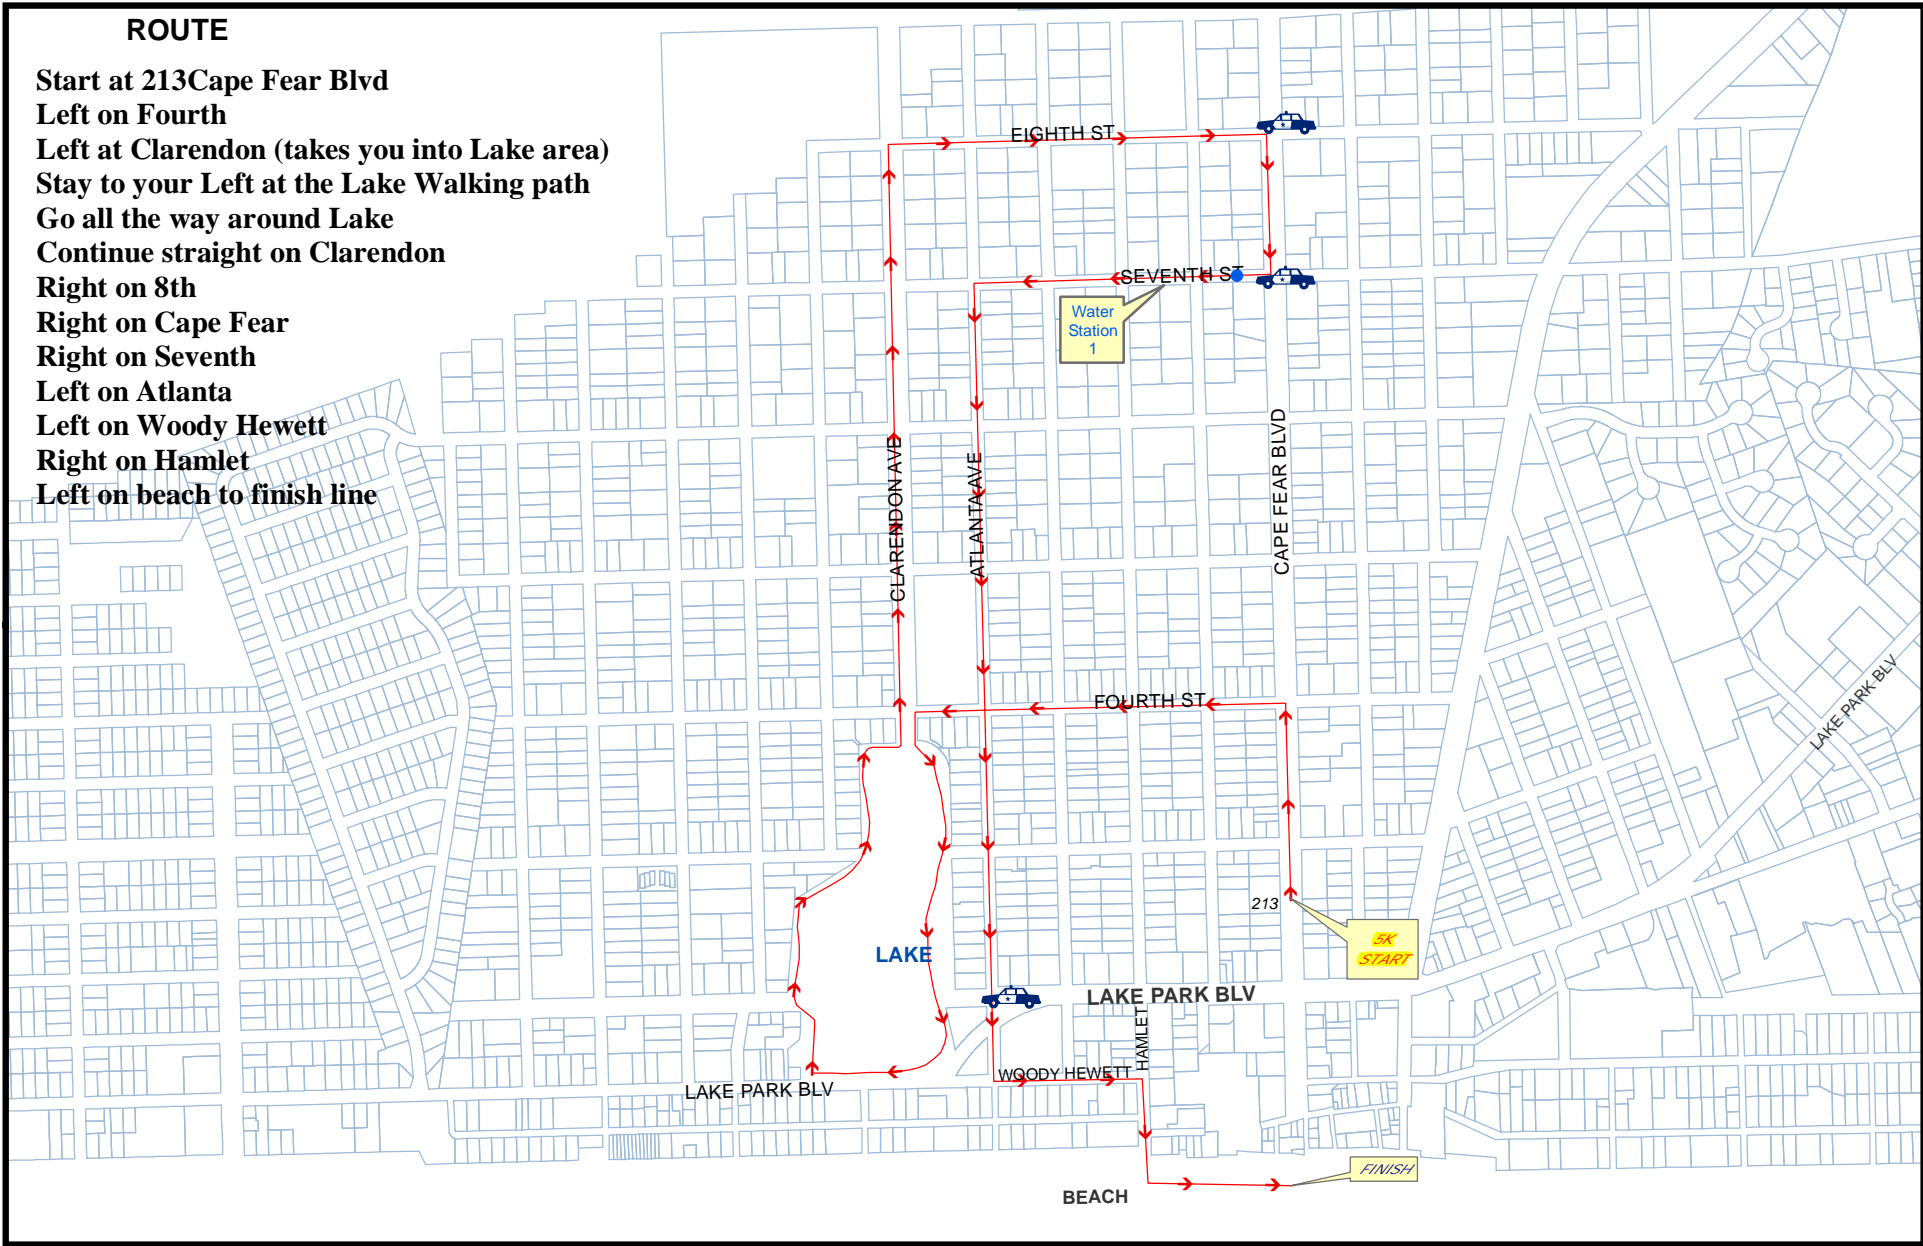 ROUTE
Start at 213Cape Fear Blvd
Left on Fourth
Left at Clarendon (takes you into Lake area)
Stay to your Left at the Lake Walking path
Go all the way around Lake
Continue straight on Clarendon
Right on 8th
Right on Cape Fear
Right on Seventh
Left on Atlanta
Left on Woody Hewett
Right on Hamlet
Left on beach to finish line
EIGHTH ST
SEVENTH ST
Water
Station
1
CLARENDON AVE
ATLANTA AVE
CAPE FEAR BLVD
FOURTH ST
LAKE PARK BLV
213
5K
START
LAKE
LAKE PARK BLV
HAMLET
WOODY HEWETT
LAKE PARK BLV
FINISH
BEACH